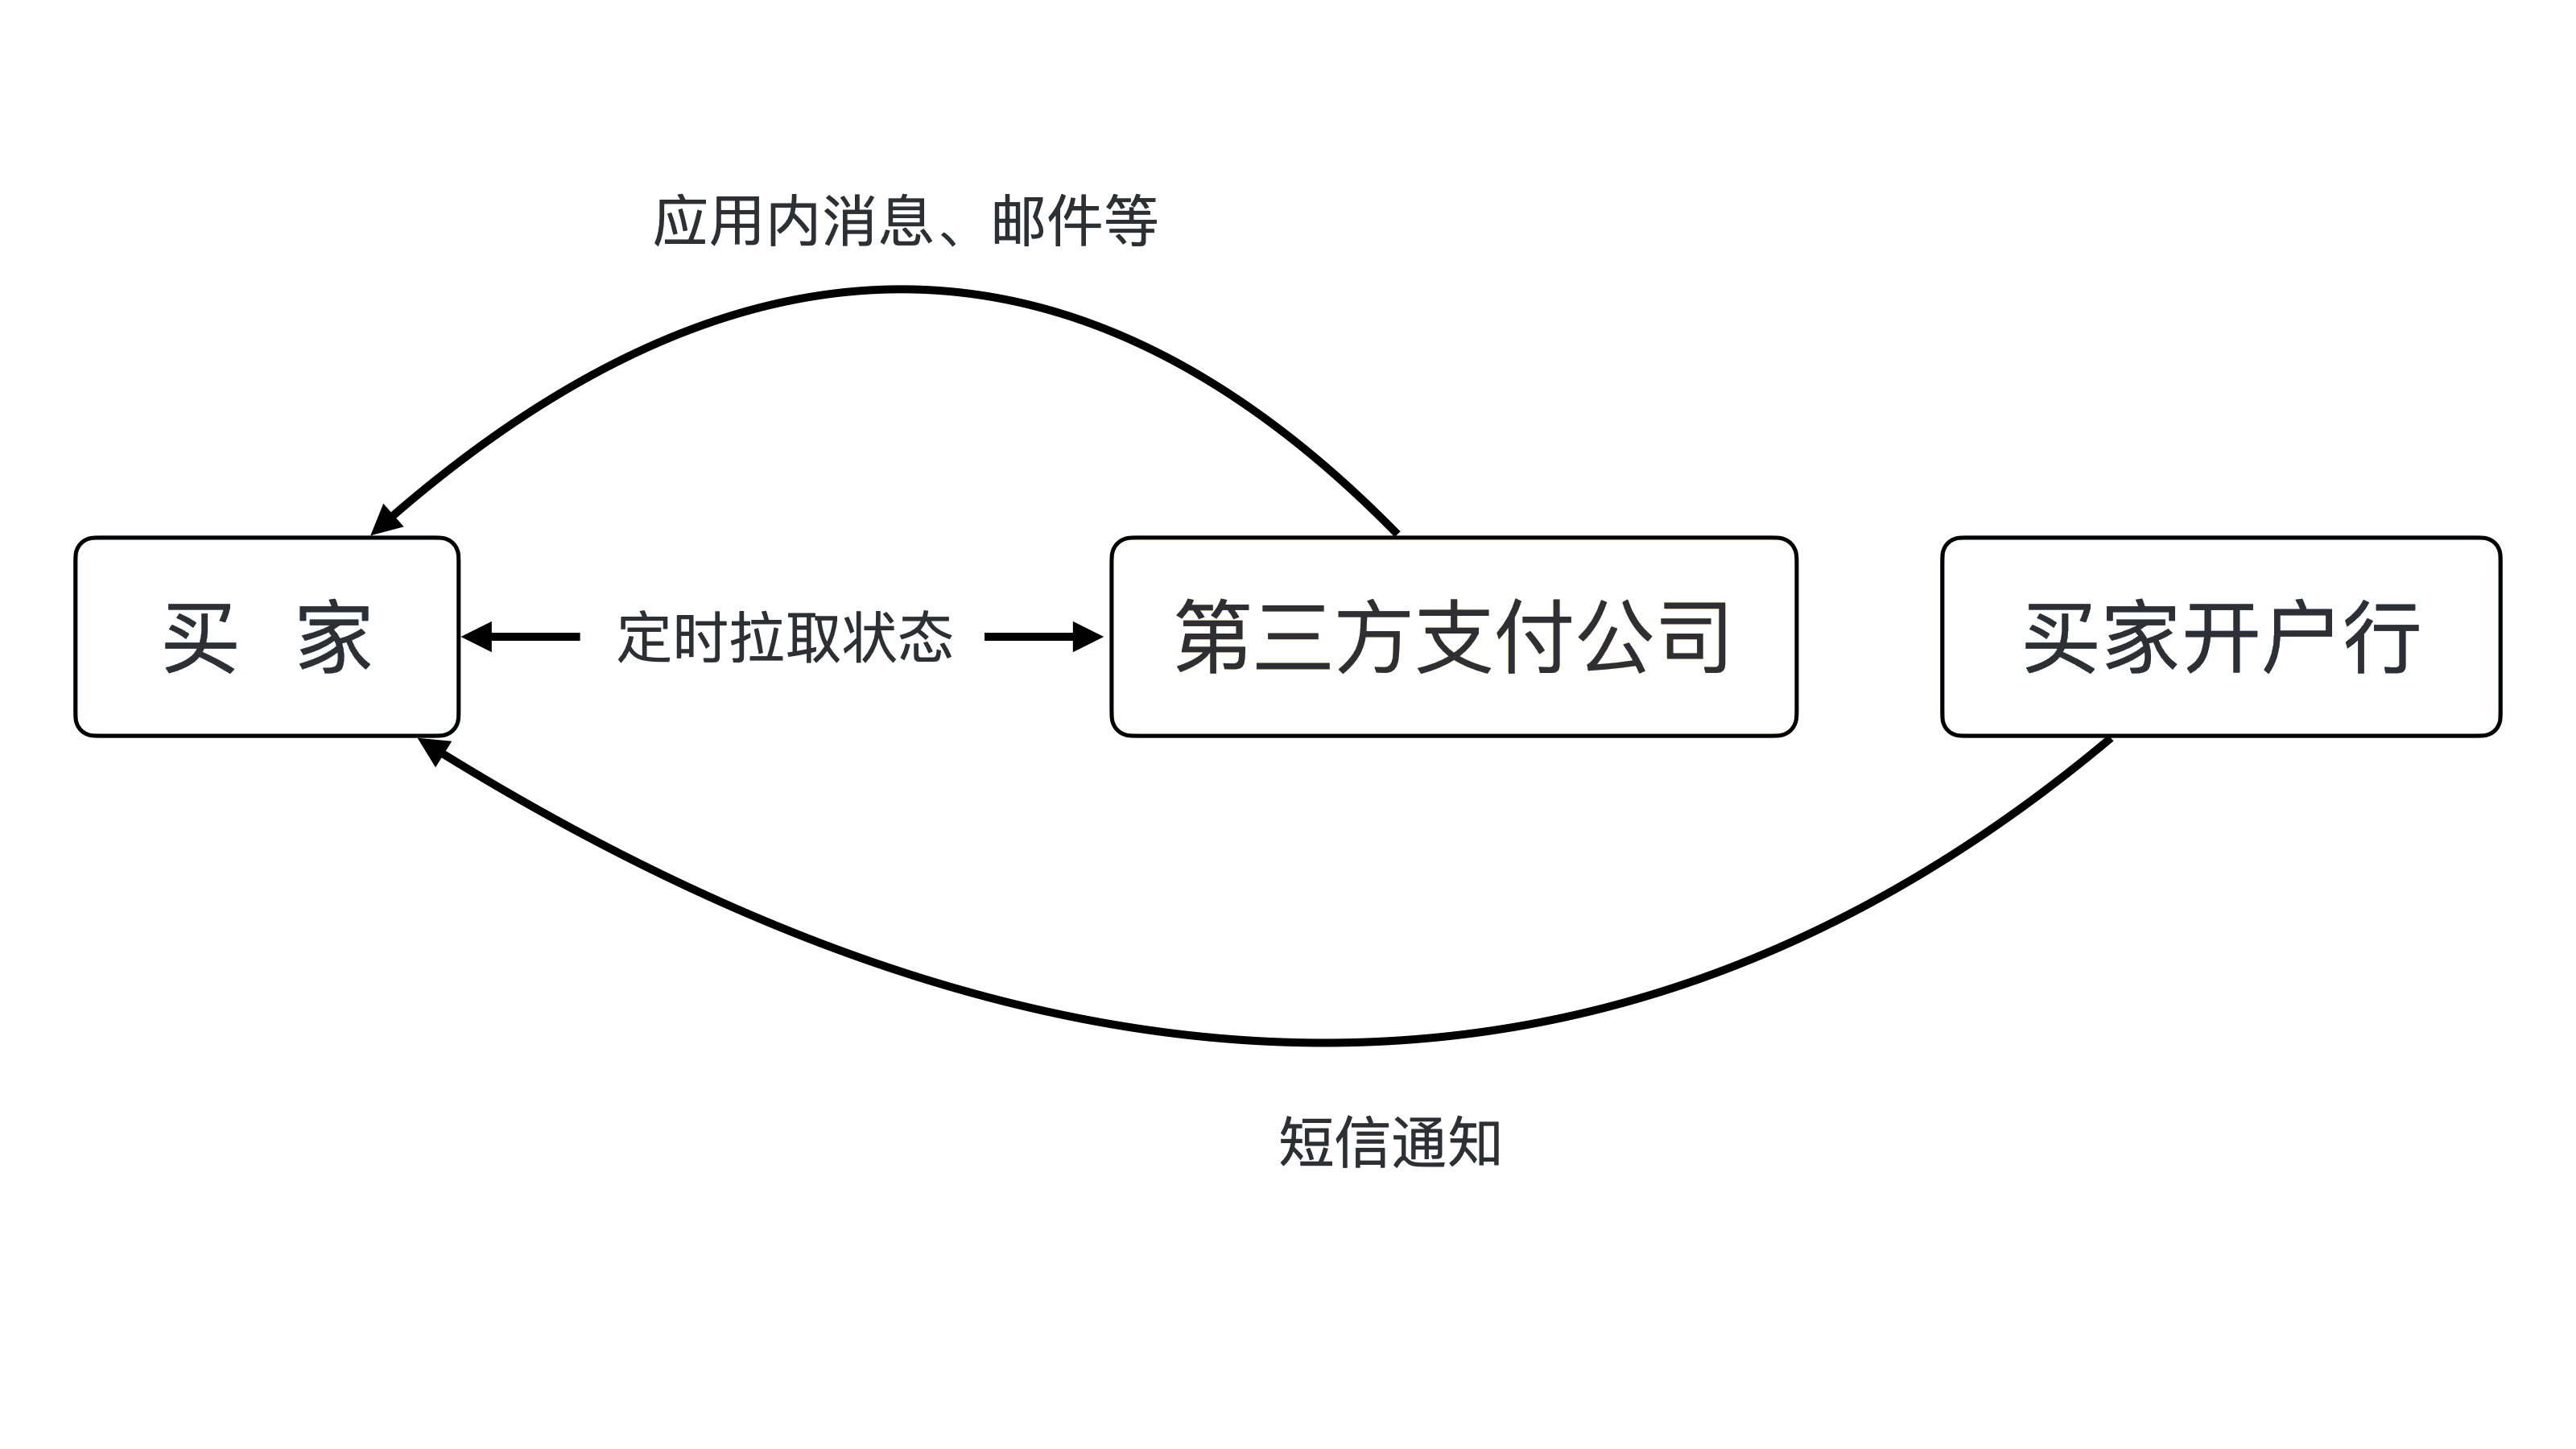 应用内消息、邮件等
买 家
定时拉取状态
第三方支付公司
买家开户行
短信通知